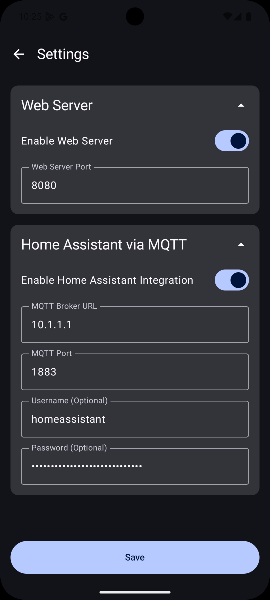 Settings
Web Server
Enable Web Server
Web Server Port
8080
Home Assistant via MQTT
Enable Home Assistant Integration
MQTT Broker URL
10.1.1.1
MQTT Port
1883
Username (Optional)
homeassistant
Password (Optional)
Save